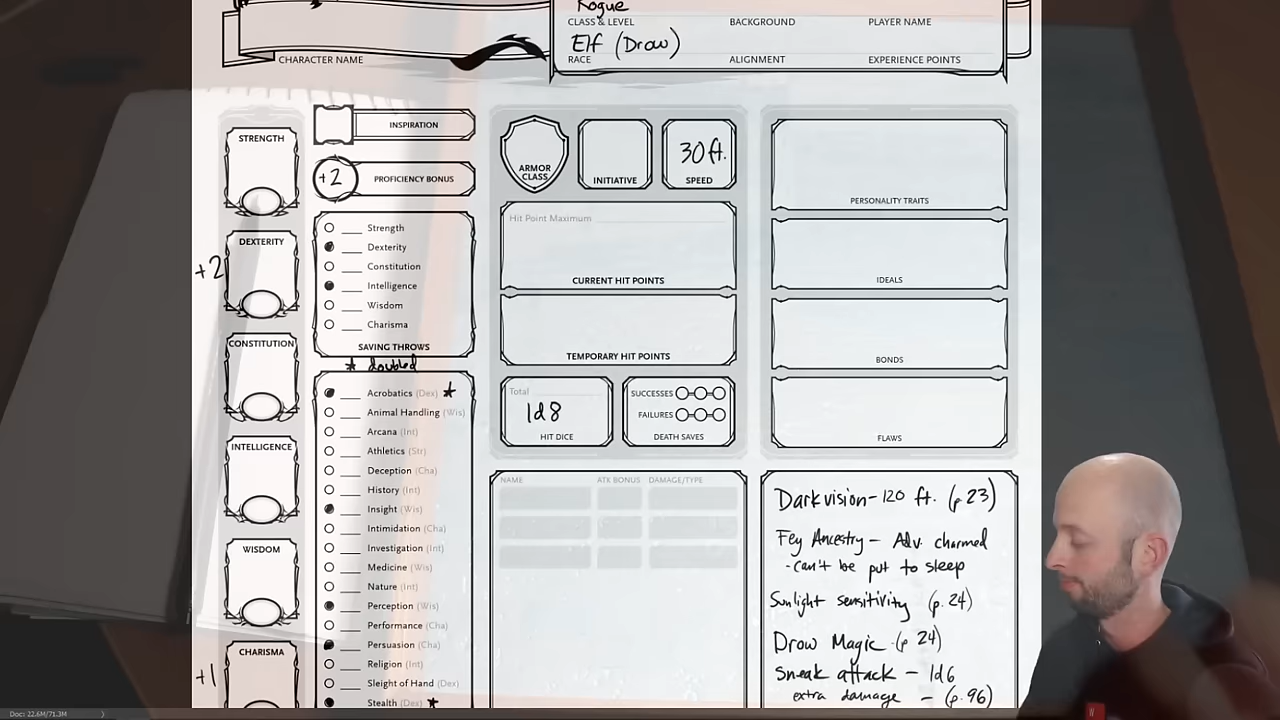 Rogue
CLASS & LEVEL
BACKGROUND
PLAYER NAME
Elf (Drow)
CHARACTER NAME
RACE
ALIGNMENT
EXPERIENCE POINTS
STRENGTH
INSPIRATION
+2
PROFICIENCY BONUS
DEXTERITY
+2
CONSTITUTION
INTELLIGENCE
WISDOM
CHARISMA
+1
Strength
Dexterity
Constitution
Intelligence
Wisdom
Charisma
SAVING THROWS
★ doubled
Acrobatics (Dex) ★
Animal Handling (Wis)
Arcana (Int)
Athletics (Str)
Deception (Cha)
History (Int)
Insight (Wis)
Intimidation (Cha)
Investigation (Int)
Medicine (Wis)
Nature (Int)
Perception (Wis)
Performance (Cha)
Persuasion (Cha)
Religion (Int)
Sleight of Hand (Dex)
Stealth (Dex) ★
ARMOR
CLASS
INITIATIVE
30 ft.
SPEED
Hit Point Maximum
CURRENT HIT POINTS
TEMPORARY HIT POINTS
Total
1d8
HIT DICE
SUCCESSES
FAILURES
DEATH SAVES
NAME
ATK BONUS
DAMAGE/TYPE
PERSONALITY TRAITS
IDEALS
BONDS
FLAWS
Darkvision - 120 ft. (p 23)
Fey Ancestry - Adv. charmed
- can't be put to sleep
Sunlight sensitivity (p. 24)
Drow Magic (p 24)
Sneak attack - 1d6
extra damage - (p. 96)
Doc: 22.6M/71.3M